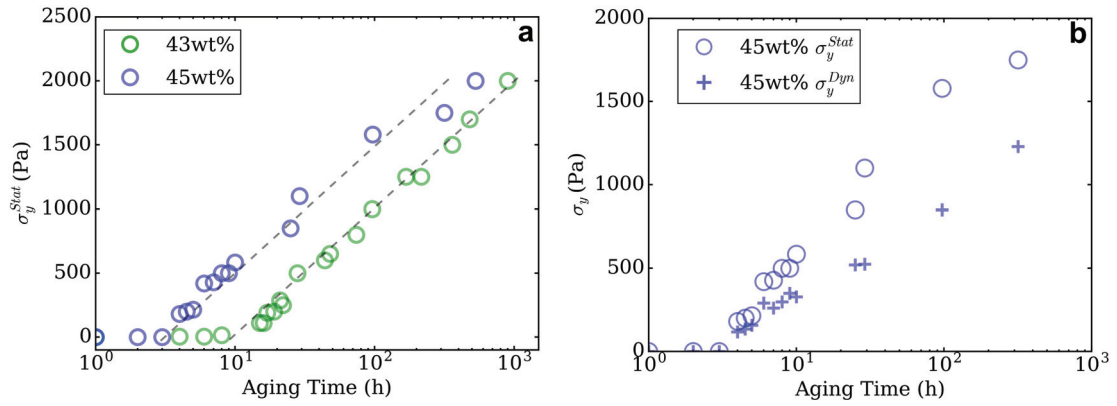 a
43wt%
45wt%
2500
2000
1500
1000
500
0
σ_y^{Stat} (Pa)
10^0
10^1
10^2
10^3
Aging Time (h)
b
45wt% σ_y^{Stat}
45wt% σ_y^{Dyn}
2000
1500
1000
500
0
σ_y (Pa)
10^0
10^1
10^2
10^3
Aging Time (h)